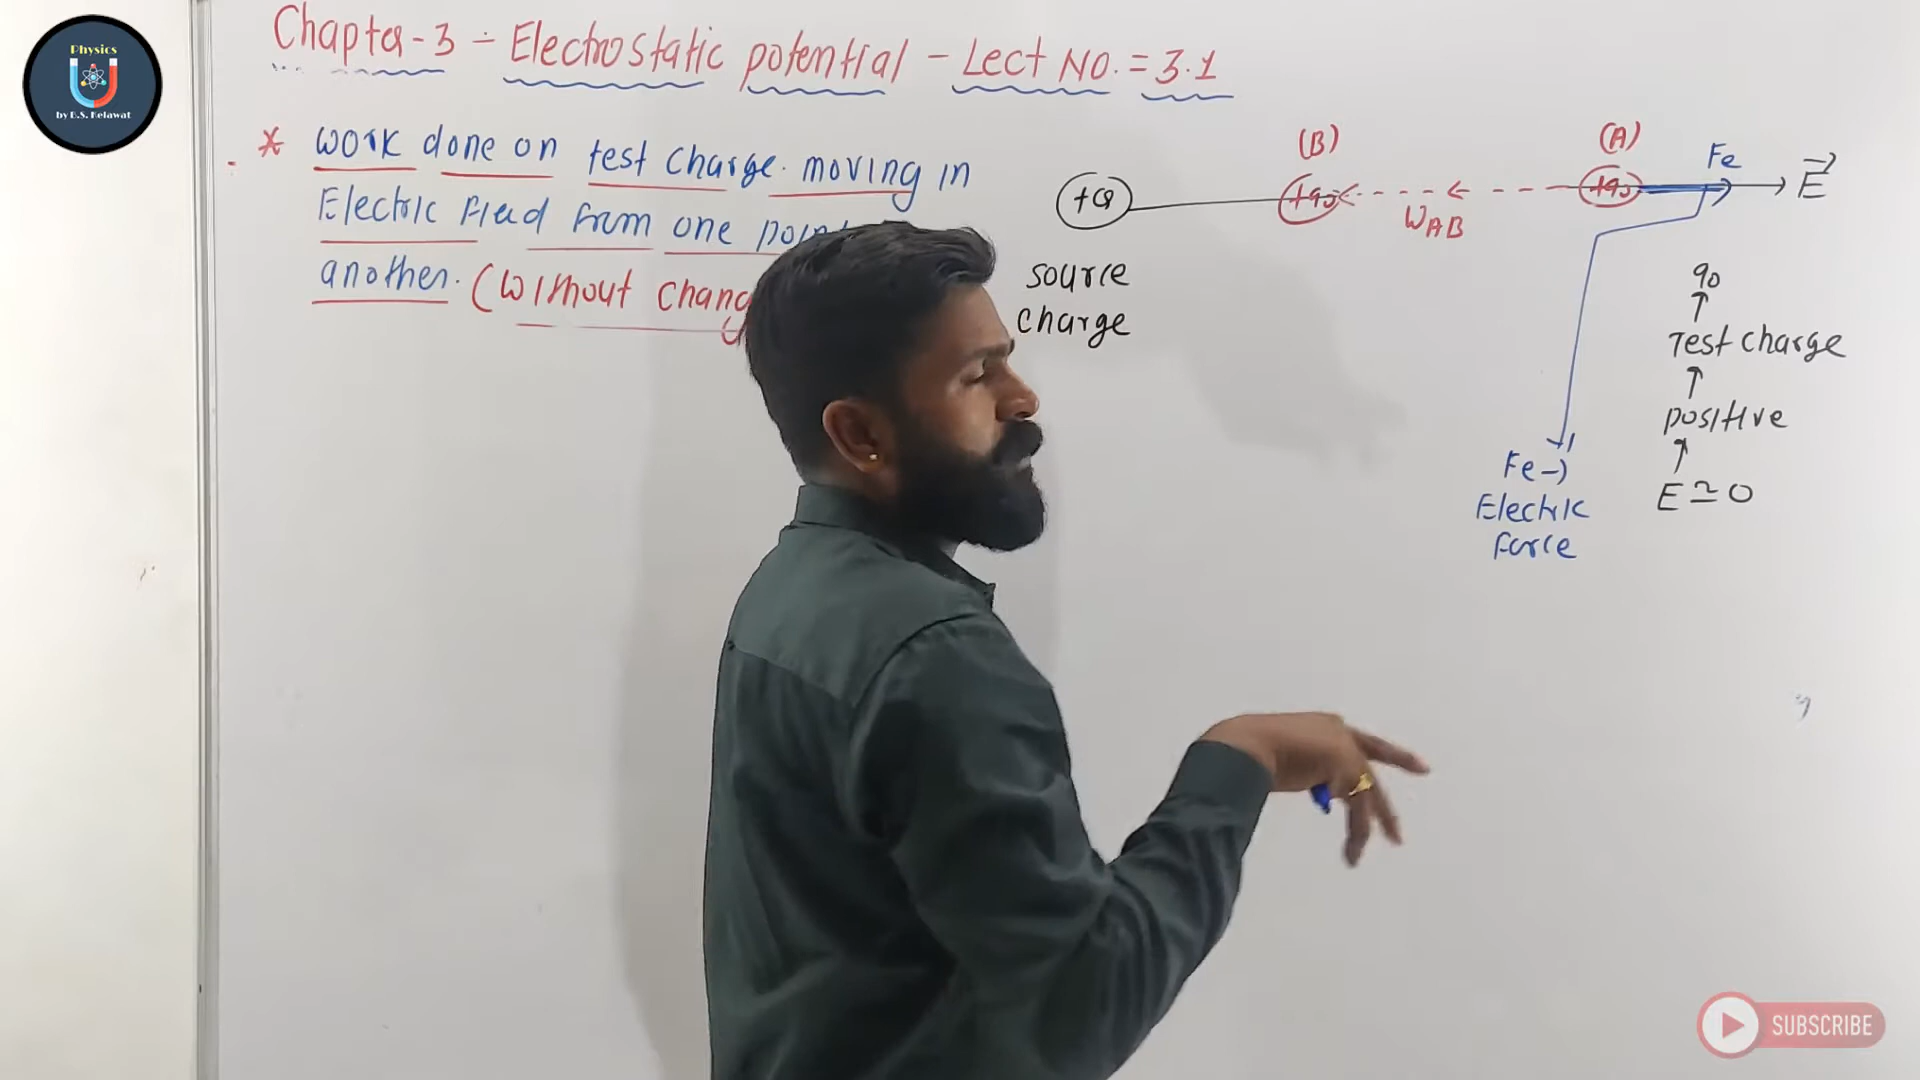 Physics
by B.S. Kelawat
Chapter-3 - Electrostatic potential - Lect No. = 3.1
* work done on test charge moving in
Electric Field from one
another. (without
(B)
(A)
Fe
E
+Q
+q0
+q0
WAB
source
charge
q0
↑
Test charge
↑
positive
↑
E ≃ 0
Fe →
Electric
Force
SUBSCRIBE